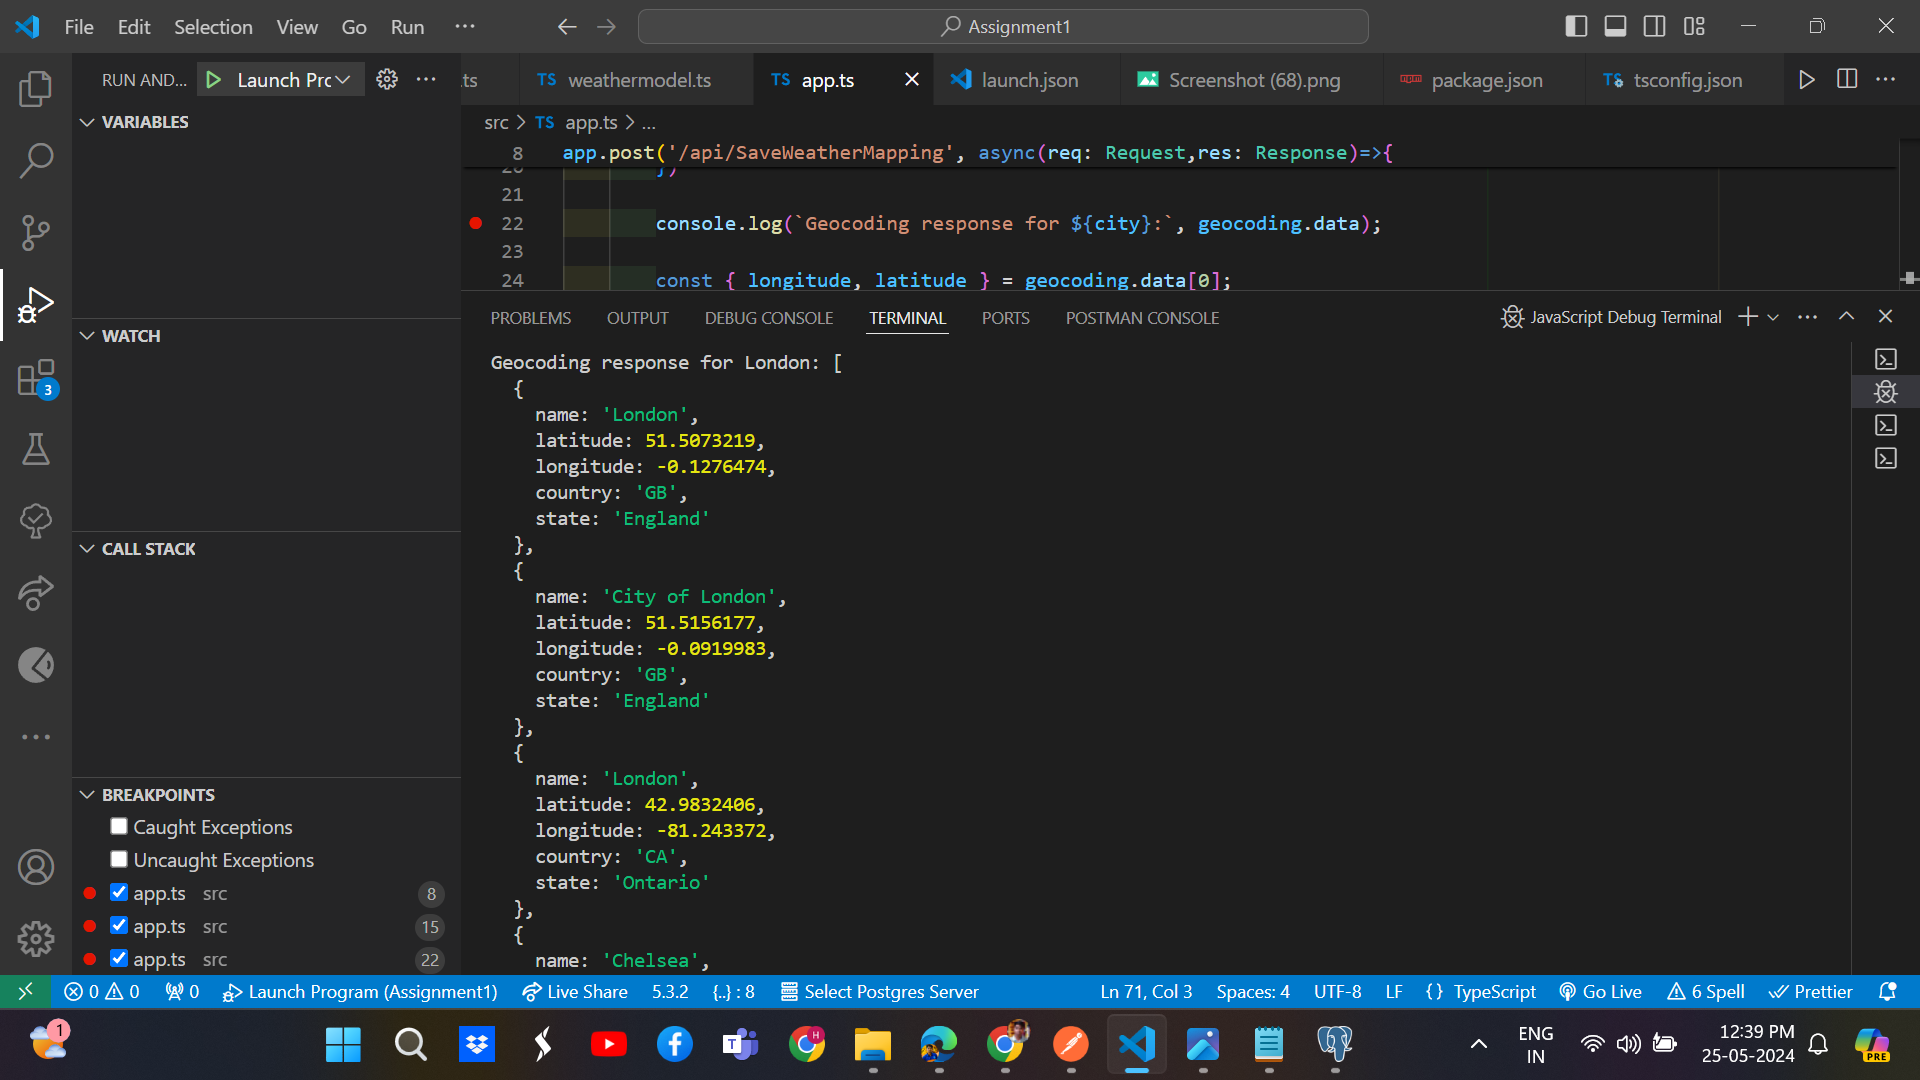 File Edit Selection View Go Run ···
Assignment1
RUN AND... Launch Prc
.ts
TS weathermodel.ts
TS app.ts
launch.json
Screenshot (68).png
package.json
TS tsconfig.json
VARIABLES
WATCH
CALL STACK
BREAKPOINTS
Caught Exceptions
Uncaught Exceptions
app.ts src 8
app.ts src 15
app.ts src 22
3
src > TS app.ts > ...
8 app.post('/api/SaveWeatherMapping', async(req: Request,res: Response)=>{
20 })
21
22 console.log(`Geocoding response for ${city}:`, geocoding.data);
23
24 const { longitude, latitude } = geocoding.data[0];
PROBLEMS OUTPUT DEBUG CONSOLE TERMINAL PORTS POSTMAN CONSOLE
JavaScript Debug Terminal
Geocoding response for London: [
{
name: 'London',
latitude: 51.5073219,
longitude: -0.1276474,
country: 'GB',
state: 'England'
},
{
name: 'City of London',
latitude: 51.5156177,
longitude: -0.0919983,
country: 'GB',
state: 'England'
},
{
name: 'London',
latitude: 42.9832406,
longitude: -81.243372,
country: 'CA',
state: 'Ontario'
},
{
name: 'Chelsea',
0 0 0 Launch Program (Assignment1) Live Share 5.3.2 {..} : 8 Select Postgres Server
Ln 71, Col 3 Spaces: 4 UTF-8 LF {} TypeScript Go Live 6 Spell Prettier
1
T
H
ENG
IN
12:39 PM
25-05-2024
PRE